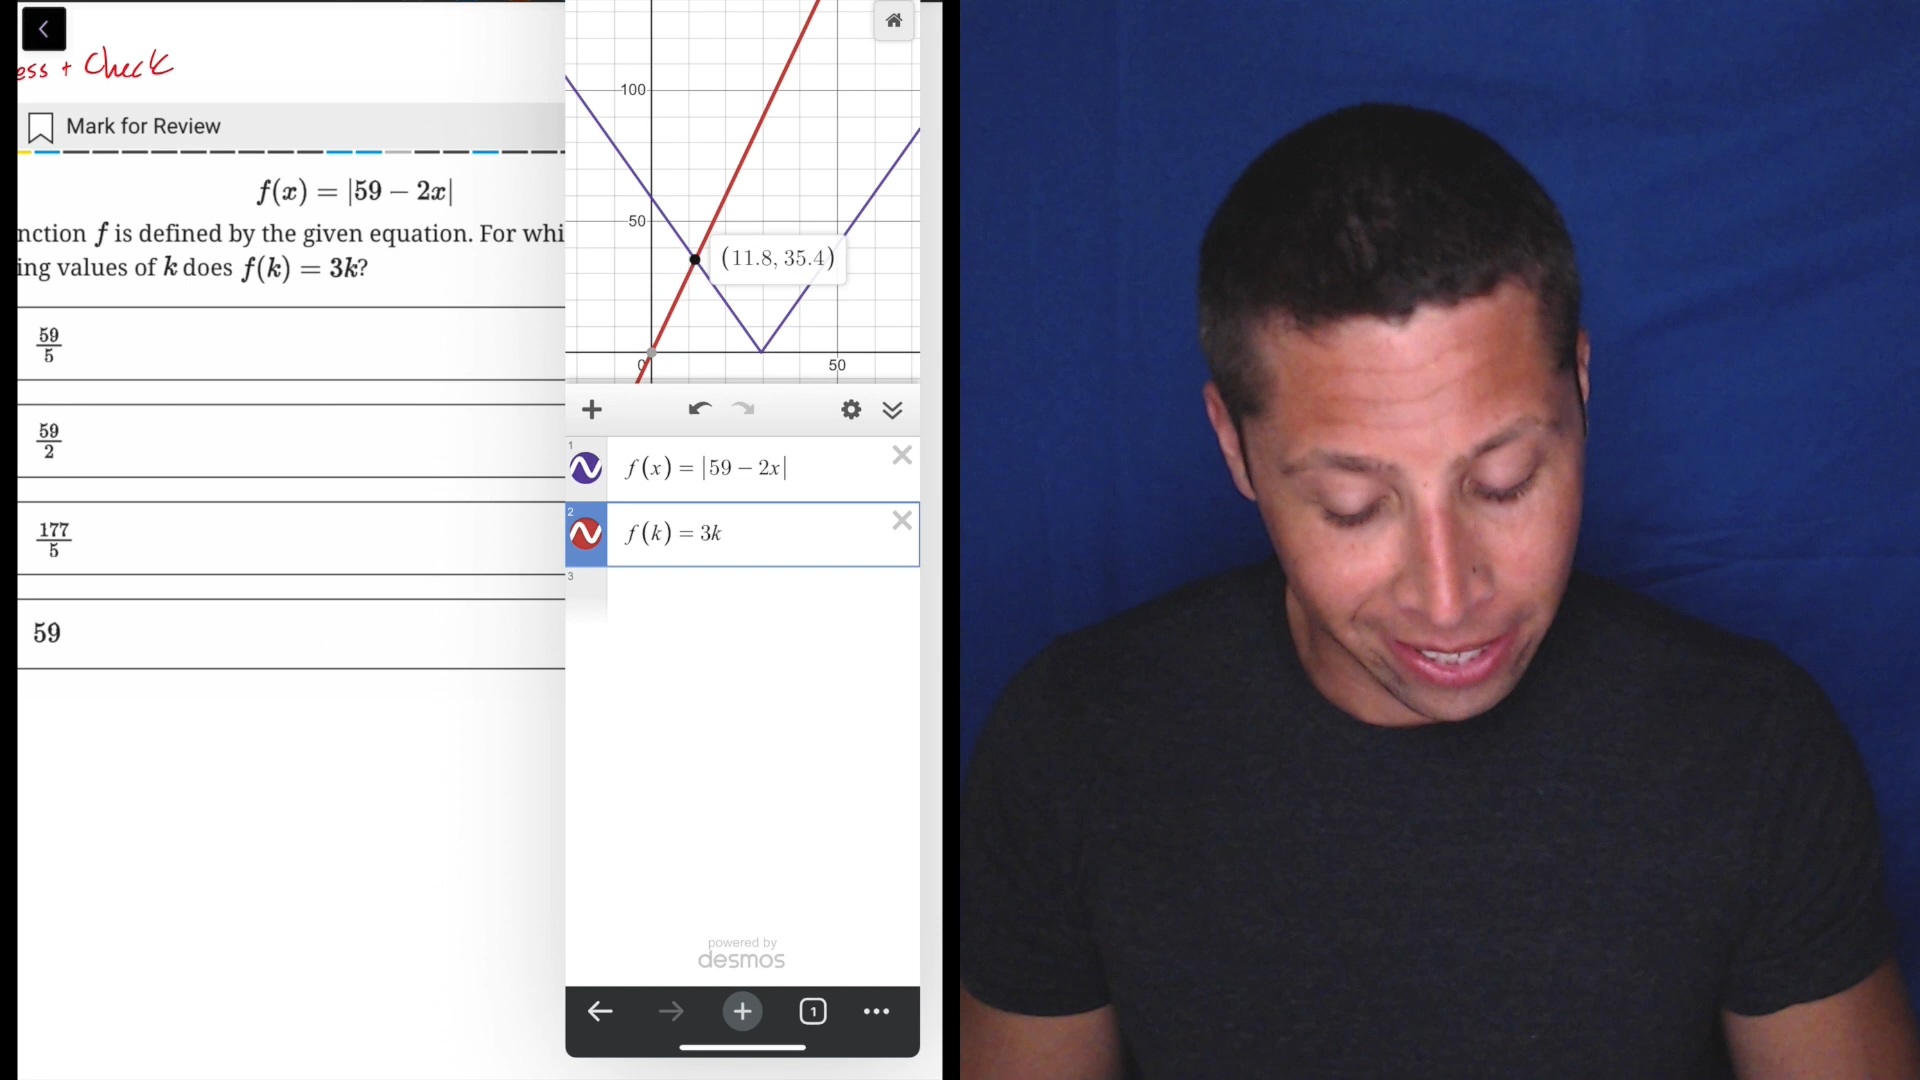 ess + Check
Mark for Review
f(x) = |59 − 2x|
nction f is defined by the given equation. For whi
ing values of k does f(k) = 3k?
59/5
59/2
177/5
59
100
50
(11.8, 35.4)
0
50
1
f(x) = |59 − 2x|
2
f(k) = 3k
3
powered by
desmos
1